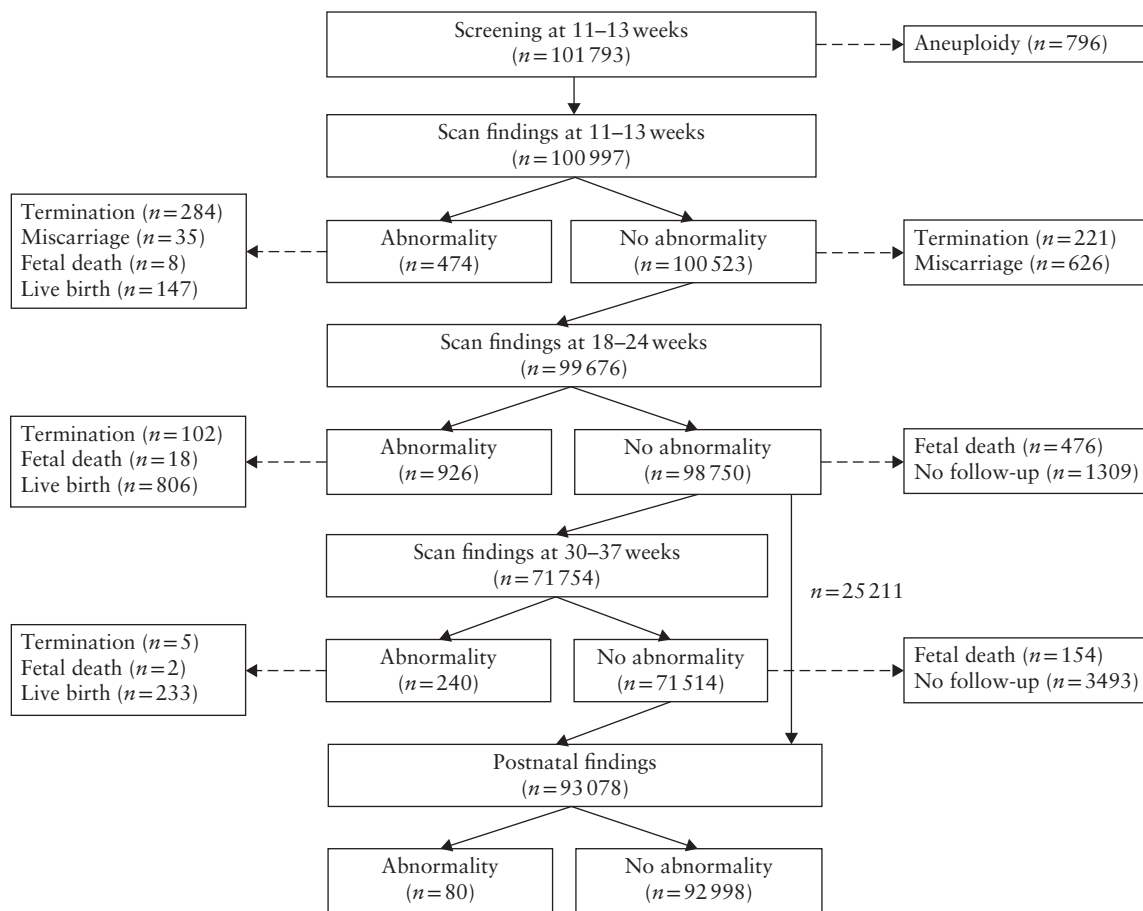 Screening at 11–13 weeks
(n=101 793)
Aneuploidy (n=796)
Scan findings at 11–13 weeks
(n=100 997)
Termination (n=284)
Miscarriage (n=35)
Fetal death (n=8)
Live birth (n=147)
Abnormality
(n=474)
No abnormality
(n=100 523)
Termination (n=221)
Miscarriage (n=626)
Scan findings at 18–24 weeks
(n=99 676)
Termination (n=102)
Fetal death (n=18)
Live birth (n=806)
Abnormality
(n=926)
No abnormality
(n=98 750)
Fetal death (n=476)
No follow-up (n=1309)
Scan findings at 30–37 weeks
(n=71 754)
n=25 211
Termination (n=5)
Fetal death (n=2)
Live birth (n=233)
Abnormality
(n=240)
No abnormality
(n=71 514)
Fetal death (n=154)
No follow-up (n=3493)
Postnatal findings
(n=93 078)
Abnormality
(n=80)
No abnormality
(n=92 998)